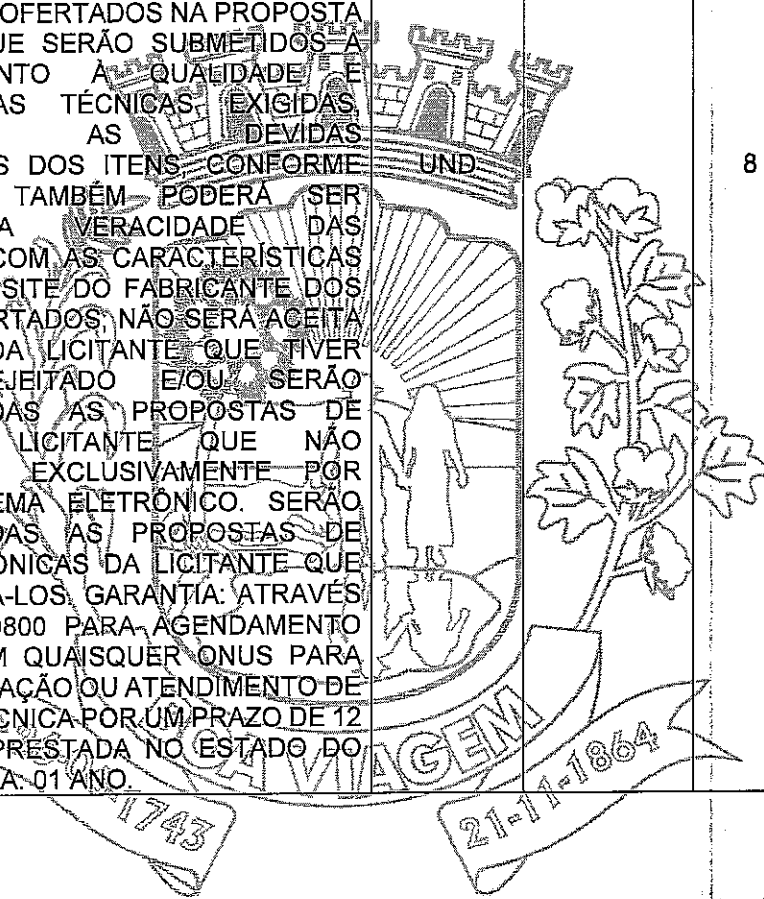 OFERTADOS NA PROPOSTA
UE SERÃO SUBMETIDOS A
NTO À QUALIDADE E
AS TÉCNICAS EXIGIDAS.
AS DEVIDAS
S DOS ITENS, CONFORME UND 8
TAMBÉM PODERÁ SER
A VERACIDADE DAS
COM AS CARACTERÍSTICAS
SITE DO FABRICANTE DOS
RTADOS, NÃO SERÁ ACEITA
DA LICITANTE QUE TIVER
EJEITADO E/OU SERÃO
DAS AS PROPOSTAS DE
LICITANTE QUE NÃO
EXCLUSIVAMENTE POR
EMA ELETRÔNICO. SERÃO
DAS AS PROPOSTAS DE
ÔNICAS DA LICITANTE QUE
A-LOS. GARANTIA: ATRAVÉS
0800 PARA AGENDAMENTO
M QUAISQUER ÔNUS PARA
AÇÃO OU ATENDIMENTO DE
CNICA POR UM PRAZO DE 12
PRESTADA NO ESTADO DO
A. 01 ANO.
BOA VIAGEM
1743
21-11-1864